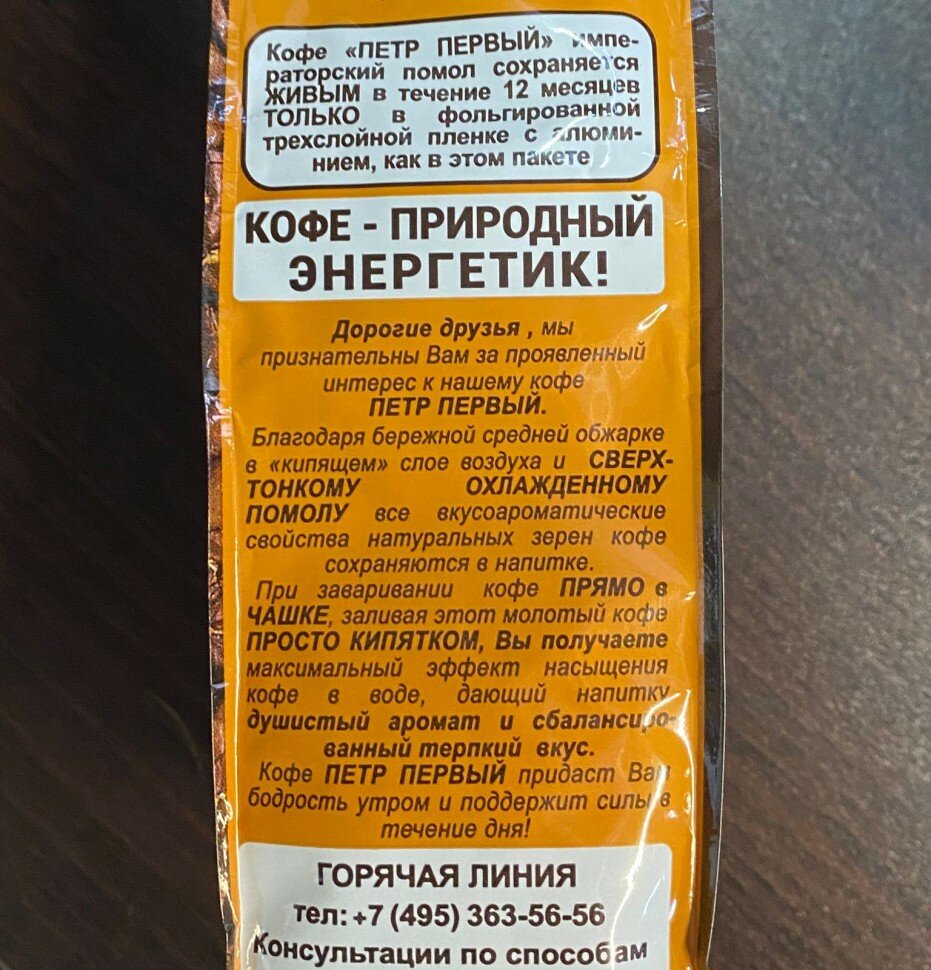 Кофе «ПЕТР ПЕРВЫЙ» импе-
раторский помол сохраняется
ЖИВЫМ в течение 12 месяцев
ТОЛЬКО в фольгированной
трехслойной пленке с алюми-
нием, как в этом пакете
КОФЕ - ПРИРОДНЫЙ
ЭНЕРГЕТИК!
Дорогие друзья , мы
признательны Вам за проявленный
интерес к нашему кофе
ПЕТР ПЕРВЫЙ.
Благодаря бережной средней обжарке
в «кипящем» слое воздуха и СВЕРХ-
ТОНКОМУ ОХЛАЖДЕННОМУ
ПОМОЛУ все вкусоароматические
свойства натуральных зерен кофе
сохраняются в напитке.
При заваривании кофе ПРЯМО в
ЧАШКЕ, заливая этот молотый кофе
ПРОСТО КИПЯТКОМ, Вы получаете
максимальный эффект насыщения
кофе в воде, дающий напитку
душистый аромат и сбалансиро-
ванный терпкий вкус.
Кофе ПЕТР ПЕРВЫЙ придаст Вам
бодрость утром и поддержит силы в
течение дня!
ГОРЯЧАЯ ЛИНИЯ
тел: +7 (495) 363-56-56
Консультации по способам